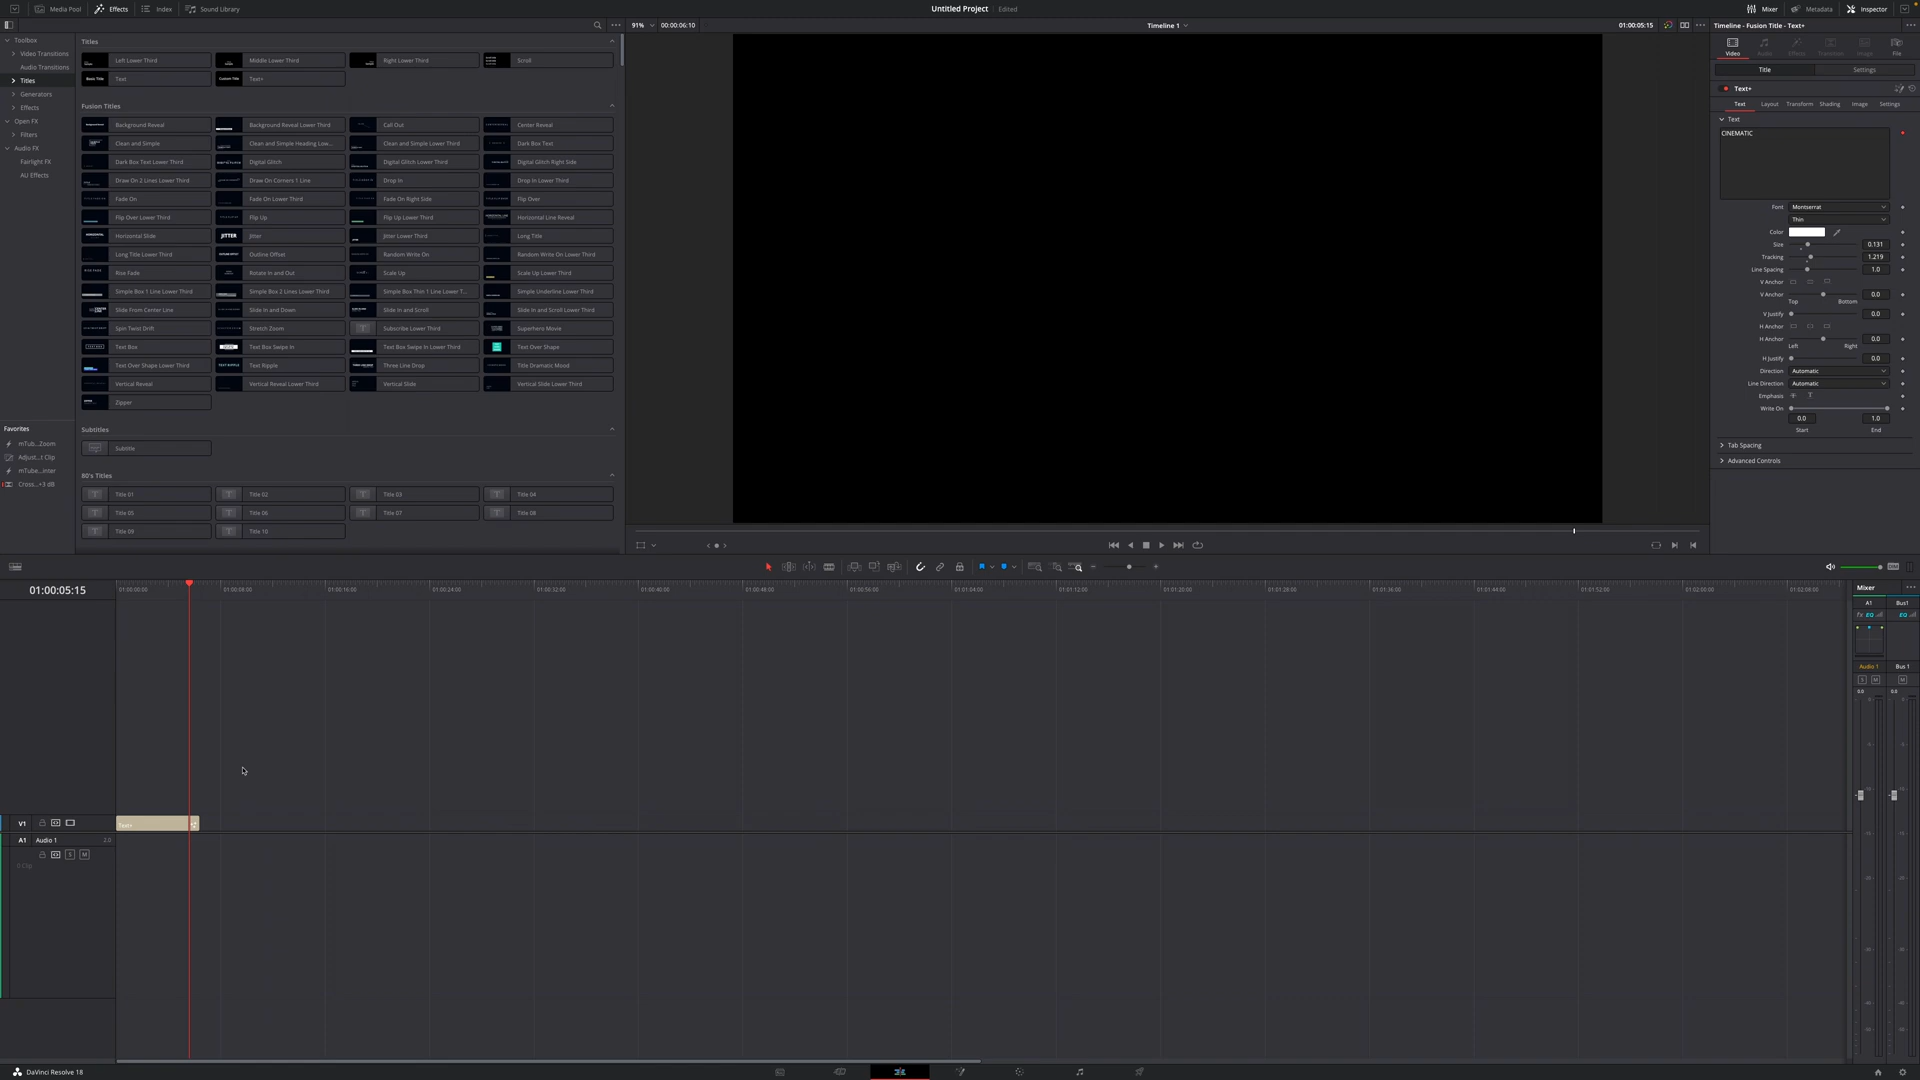 Media Pool Effects Index Sound Library Untitled Project Edited Mixer Metadata Inspector
91% 00:00:06:10 Timeline 1 01:00:05:15 Timeline - Fusion Title - Text+
Toolbox
Video Transitions
Audio Transitions
Titles
Generators
Effects
Open FX
Filters
Audio FX
Fairlight FX
AU Effects
Favorites
mTub...Zoom
Adjust...t Clip
mTube...inter
Cross...+3 dB
Titles
Left Lower Third Middle Lower Third Right Lower Third Scroll
Basic Title Text Custom Title Text+
Fusion Titles
Background Reveal Background Reveal Lower Third Call Out Center Reveal
Clean and Simple Clean and Simple Heading Low... Clean and Simple Lower Third Dark Box Text
Dark Box Text Lower Third Digital Glitch Digital Glitch Lower Third Digital Glitch Right Side
Draw On 2 Lines Lower Third Draw On Corners 1 Line Drop In Drop In Lower Third
Fade On Fade On Lower Third Fade On Right Side Flip Over
Flip Over Lower Third Flip Up Flip Up Lower Third Horizontal Line Reveal
Horizontal Slide JITTER Jitter Jitter Lower Third Long Title
Long Title Lower Third Outline Offset Random Write On Random Write On Lower Third
Rise Fade Rotate In and Out Scale Up Scale Up Lower Third
Simple Box 1 Line Lower Third Simple Box 2 Lines Lower Third Simple Box Thin 1 Line Lower T... Simple Underline Lower Third
Slide From Center Line Slide In and Down Slide In and Scroll Slide In and Scroll Lower Third
Spin Twist Drift Stretch Zoom Subscribe Lower Third Superhero Movie
Text Box Text Box Swipe In Text Box Swipe In Lower Third Text Over Shape
Text Over Shape Lower Third TEXT RIPPLE Text Ripple Three Line Drop Title Dramatic Mood
Vertical Reveal Vertical Reveal Lower Third Vertical Slide Vertical Slide Lower Third
Zipper
Subtitles
Subtitle
80's Titles
Title 01 Title 02 Title 03 Title 04
Title 05 Title 06 Title 07 Title 08
Title 09 Title 10
Video Audio Effects Transition Image File
Title Settings
Text+
Text Layout Transform Shading Image Settings
Text
CINEMATIC
Font Montserrat
Thin
Color
Size 0.131
Tracking 1.219
Line Spacing 1.0
V Anchor
V Anchor 0.0
Top Bottom
V Justify 0.0
H Anchor
H Anchor 0.0
Left Right
H Justify 0.0
Direction Automatic
Line Direction Automatic
Emphasis
Write On
0.0 1.0
Start End
Tab Spacing
Advanced Controls
01:00:05:15
01:00:00:00 01:00:08:00 01:00:16:00 01:00:24:00 01:00:32:00 01:00:40:00 01:00:48:00 01:00:56:00 01:01:04:00 01:01:12:00 01:01:20:00 01:01:28:00 01:01:36:00 01:01:44:00 01:01:52:00 01:02:00:00 01:02:08:00
V1 Text+
A1 Audio 1 2.0
S M
0 Clip
Mixer
A1 Bus1
EQ EQ
Audio 1 Bus 1
S M M
0.0 0.0
DaVinci Resolve 18